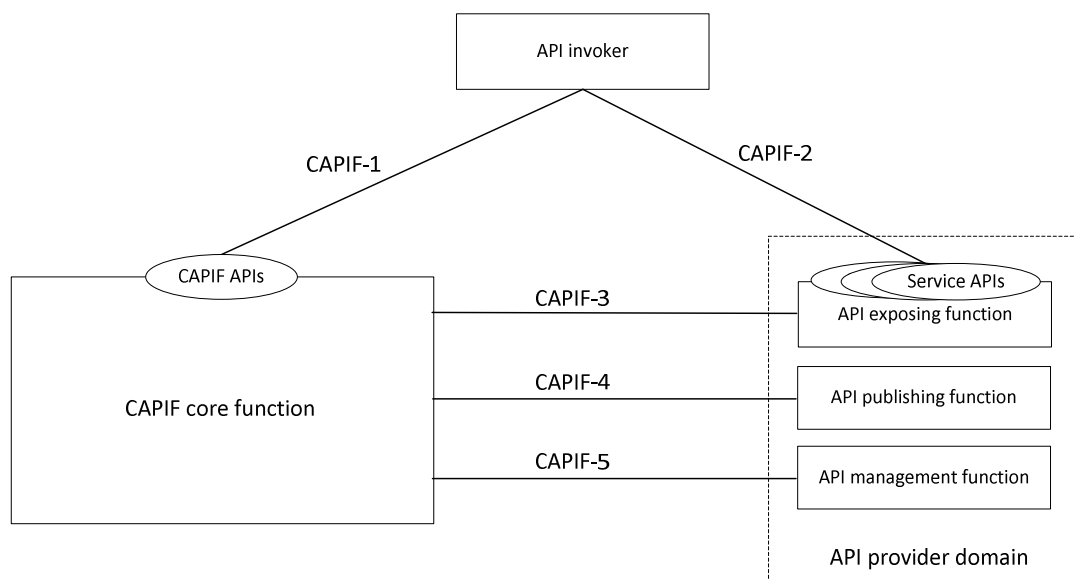 API invoker
CAPIF-1
CAPIF-2
CAPIF APIs
Service APIs
CAPIF-3
API exposing function
CAPIF-4
API publishing function
CAPIF core function
CAPIF-5
API management function
API provider domain